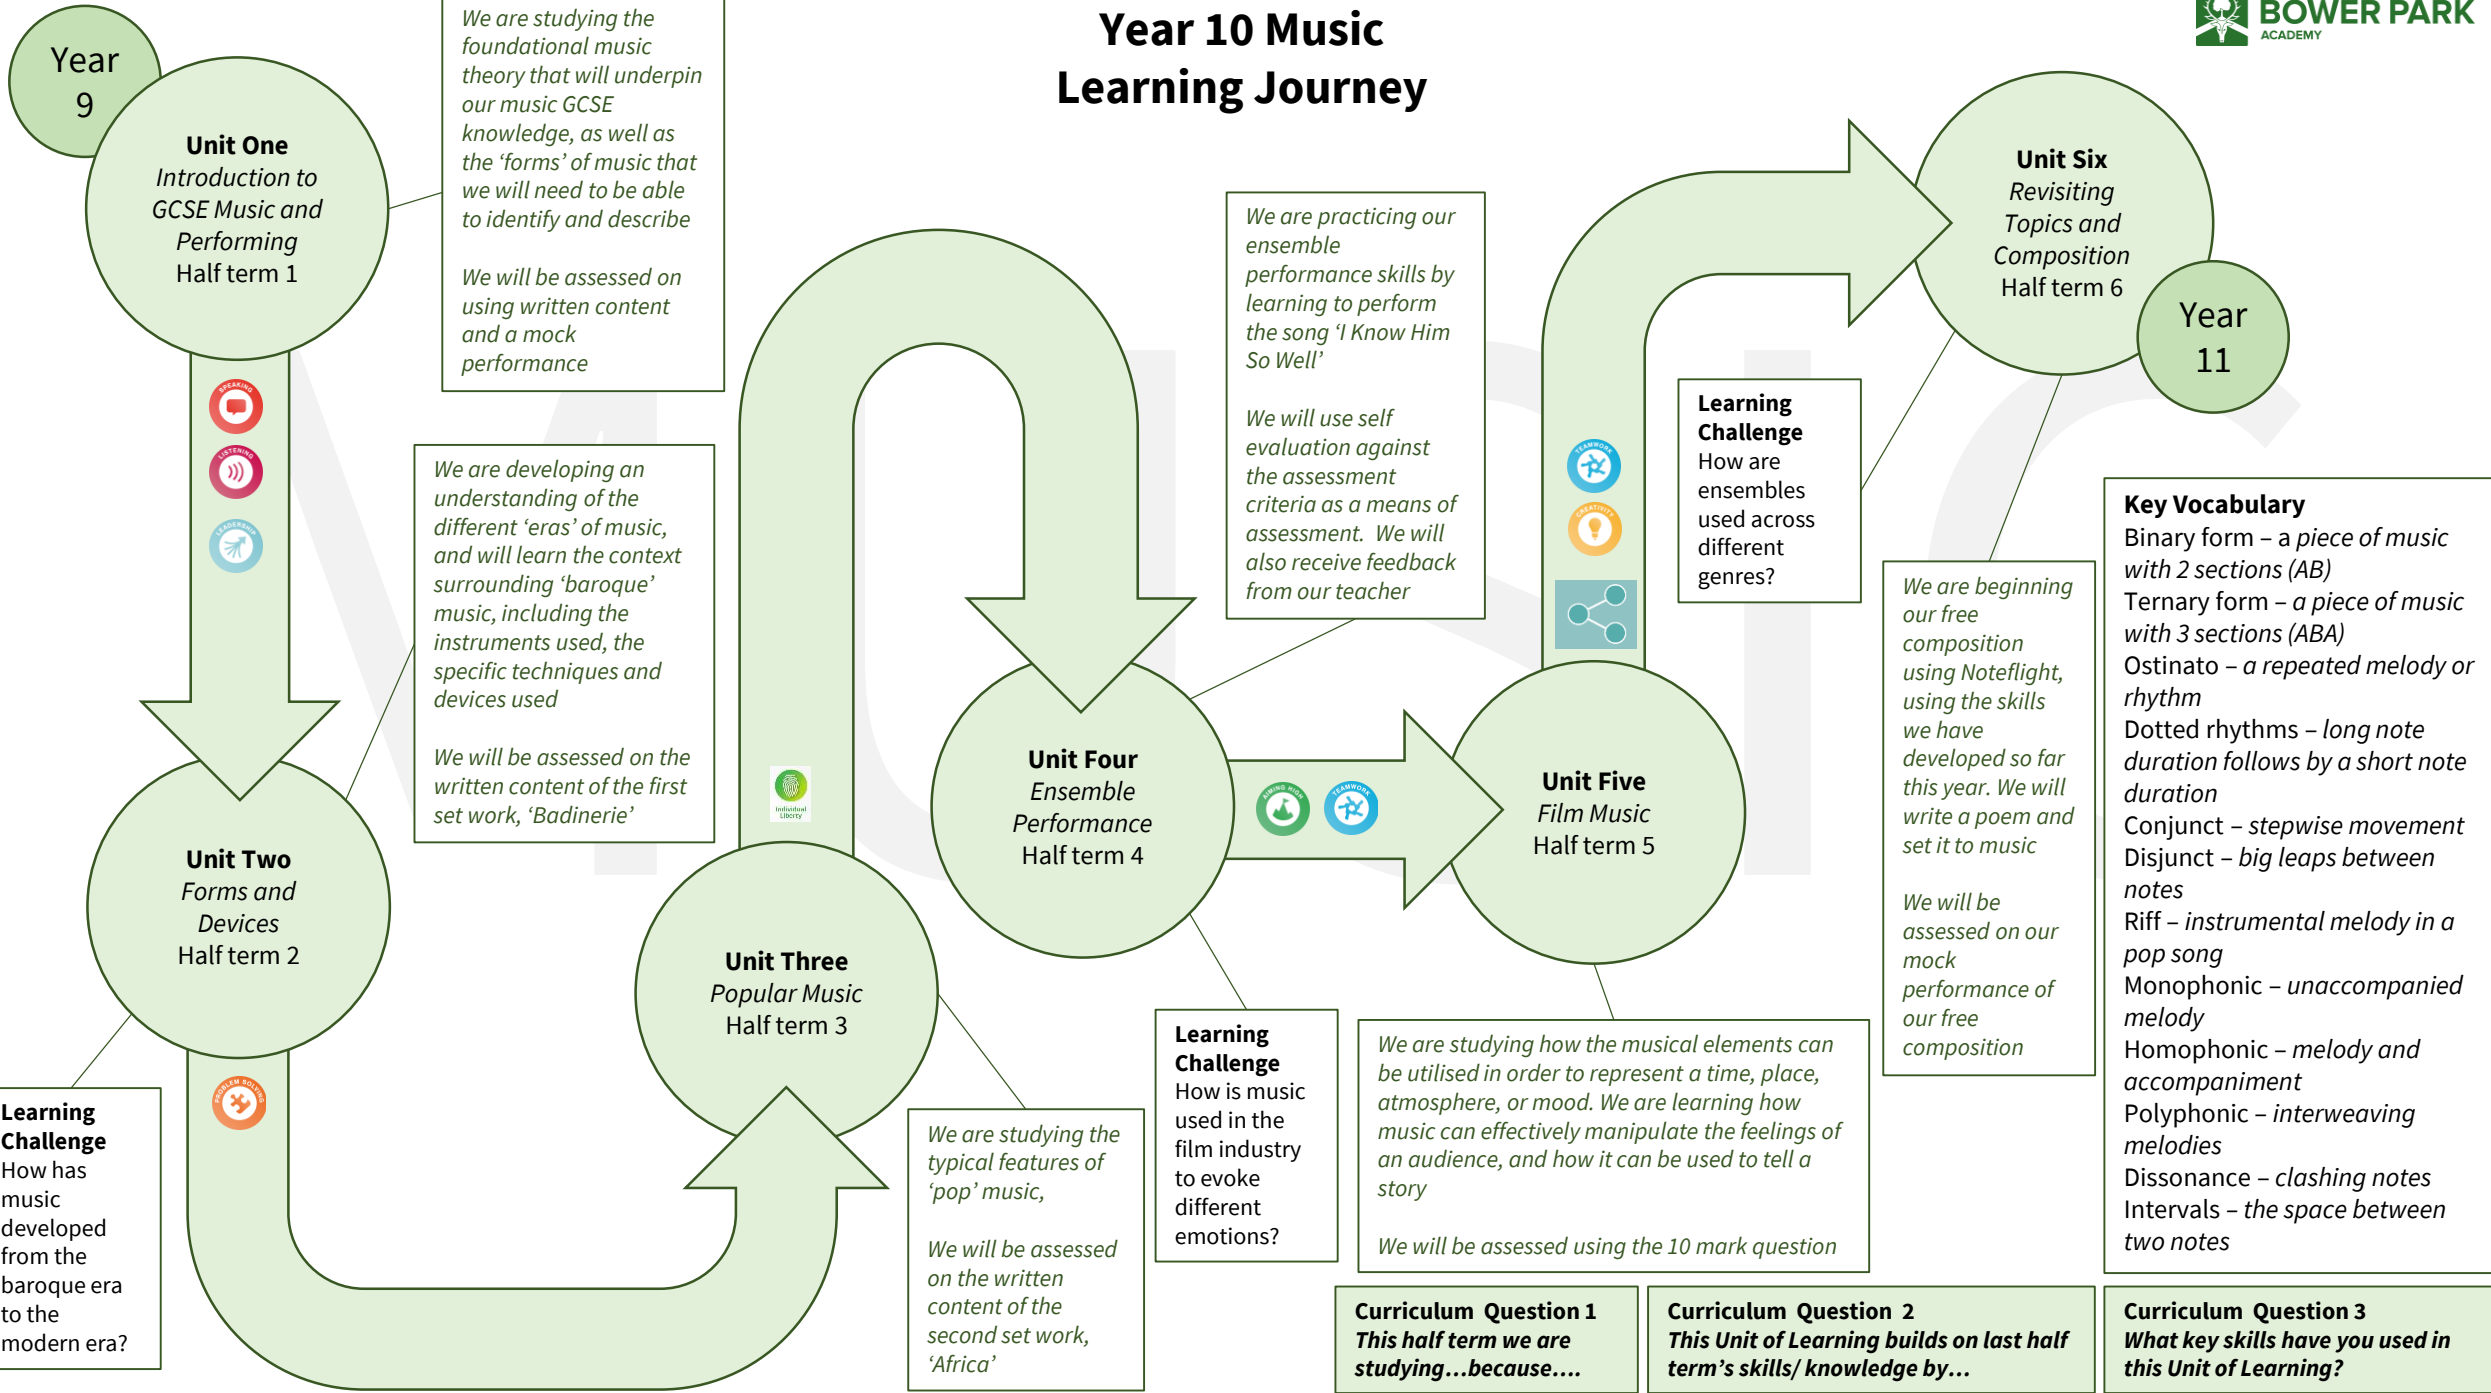 Year 10 Music
Learning Journey
BOWER PARK
ACADEMY
Year
9
Unit One
Introduction to
GCSE Music and
Performing
Half term 1
We are studying the
foundational music
theory that will underpin
our music GCSE
knowledge, as well as
the ‘forms’ of music that
we will need to be able
to identify and describe
We will be assessed on
using written content
and a mock
performance
SPEAKING
LISTENING
LEADERSHIP
We are developing an
understanding of the
different ‘eras’ of music,
and will learn the context
surrounding ‘baroque’
music, including the
instruments used, the
specific techniques and
devices used
We will be assessed on the
written content of the first
set work, ‘Badinerie’
Unit Two
Forms and
Devices
Half term 2
Learning
Challenge
How has
music
developed
from the
baroque era
to the
modern era?
PROBLEM SOLVING
Unit Three
Popular Music
Half term 3
We are studying the
typical features of
‘pop’ music,
We will be assessed
on the written
content of the
second set work,
‘Africa’
Individual
Liberty
Unit Four
Ensemble
Performance
Half term 4
We are practicing our
ensemble
performance skills by
learning to perform
the song ‘I Know Him
So Well’
We will use self
evaluation against
the assessment
criteria as a means of
assessment. We will
also receive feedback
from our teacher
Learning
Challenge
How is music
used in the
film industry
to evoke
different
emotions?
AIMING HIGH
TEAMWORK
Unit Five
Film Music
Half term 5
We are studying how the musical elements can
be utilised in order to represent a time, place,
atmosphere, or mood. We are learning how
music can effectively manipulate the feelings of
an audience, and how it can be used to tell a
story
We will be assessed using the 10 mark question
TEAMWORK
CREATIVITY
Unit Six
Revisiting
Topics and
Composition
Half term 6
Year
11
Learning
Challenge
How are
ensembles
used across
different
genres?
We are beginning
our free
composition
using Noteflight,
using the skills
we have
developed so far
this year. We will
write a poem and
set it to music
We will be
assessed on our
mock
performance of
our free
composition
Key Vocabulary
Binary form – a piece of music
with 2 sections (AB)
Ternary form – a piece of music
with 3 sections (ABA)
Ostinato – a repeated melody or
rhythm
Dotted rhythms – long note
duration follows by a short note
duration
Conjunct – stepwise movement
Disjunct – big leaps between
notes
Riff – instrumental melody in a
pop song
Monophonic – unaccompanied
melody
Homophonic – melody and
accompaniment
Polyphonic – interweaving
melodies
Dissonance – clashing notes
Intervals – the space between
two notes
Curriculum Question 1
This half term we are
studying…because….
Curriculum Question 2
This Unit of Learning builds on last half
term’s skills/ knowledge by…
Curriculum Question 3
What key skills have you used in
this Unit of Learning?
Music